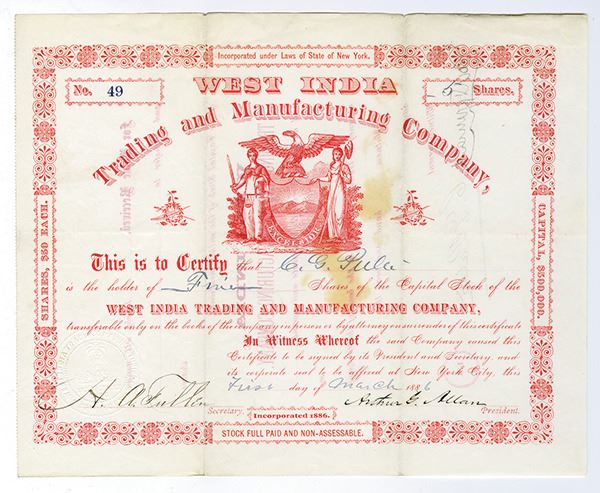 Incorporated under Laws of State of New York.
No. 49
5 Shares.
WEST INDIA
Trading and Manufacturing Company,
SHARES, $50 EACH.
CAPITAL, $500,000.
EXCELSIOR
This is to Certify that C. G.
is the holder of Five Shares of the Capital Stock of the
WEST INDIA TRADING AND MANUFACTURING COMPANY,
transferable only on the books of the company in person or by attorney on surrender of this certificate
In Witness Whereof the said Company caused this
Certificate to be signed by its President and Secretary, and
its corporate seal to be affixed at New York City, this
First day of March 1886
H. A. Fuller
Arthur G. Allan
Secretary.
President.
Incorporated 1886.
STOCK FULL PAID AND NON-ASSESSABLE.